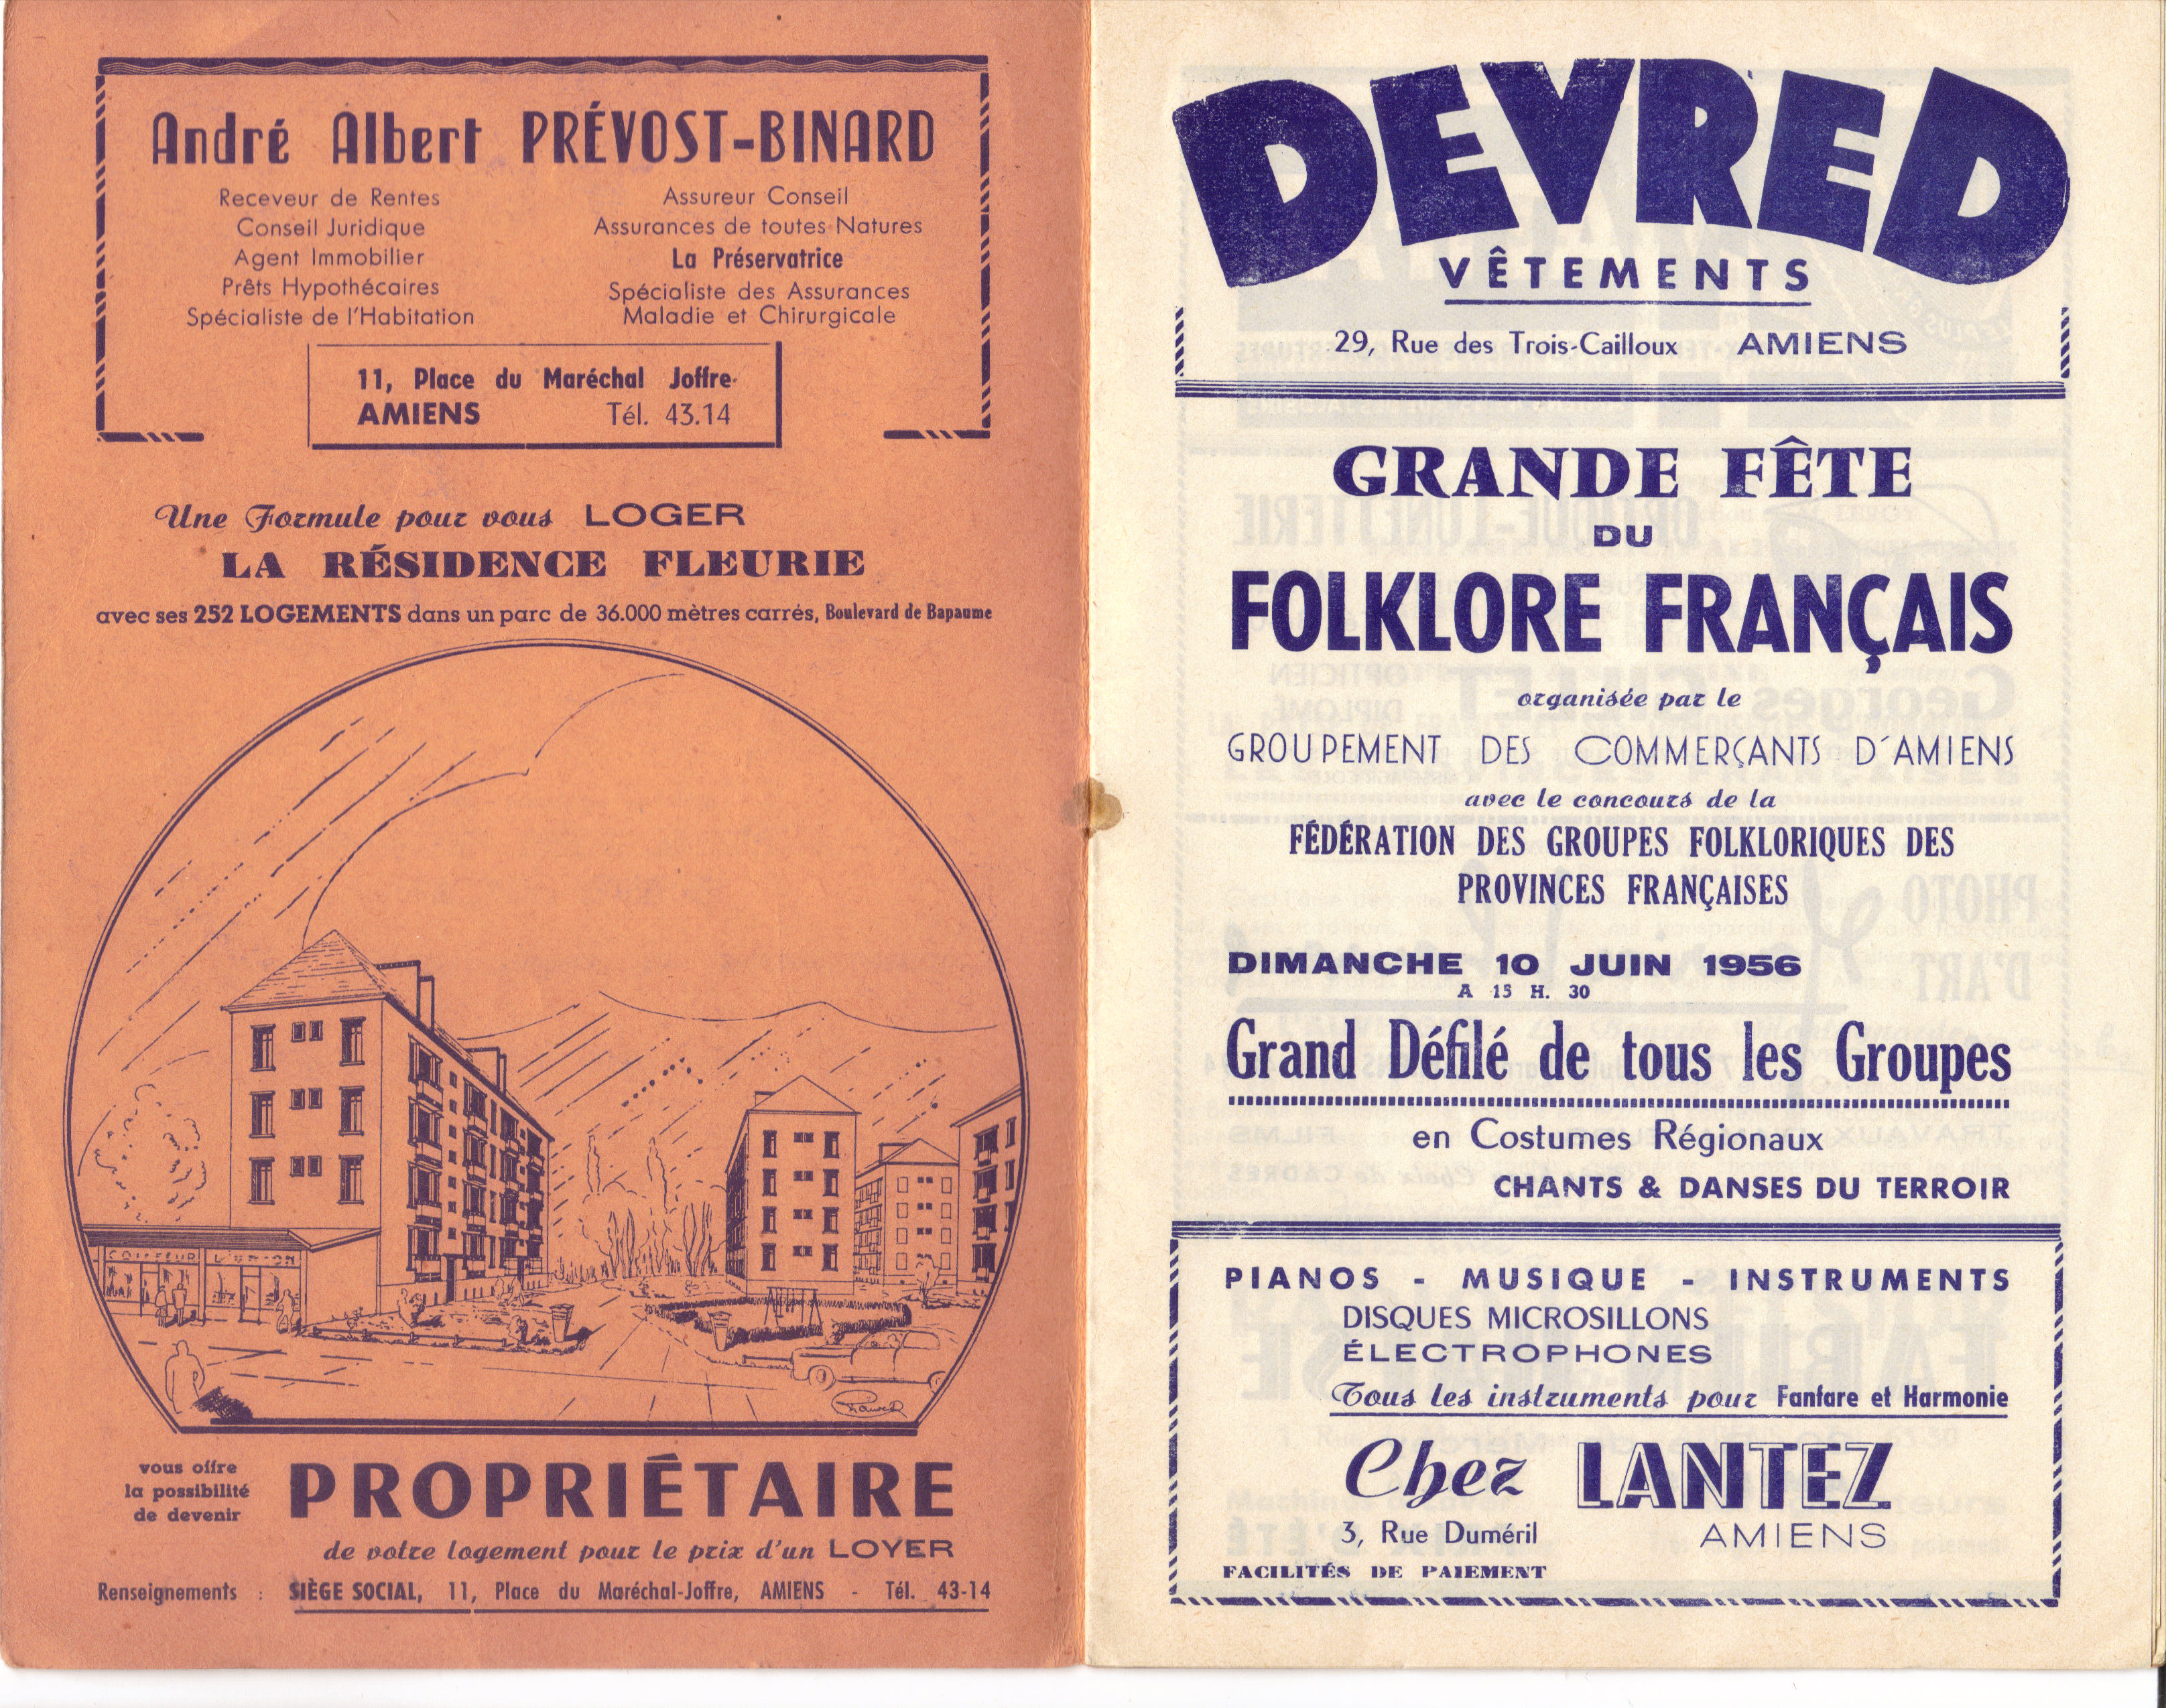 André Albert PRÉVOST-BINARD
Receveur de Rentes
Conseil Juridique
Agent Immobilier
Prêts Hypothécaires
Spécialiste de l'Habitation
Assureur Conseil
Assurances de toutes Natures
La Préservatrice
Spécialiste des Assurances
Maladie et Chirurgicale
11, Place du Maréchal Joffre
AMIENS Tél. 43.14
Une Formule pour vous LOGER
LA RÉSIDENCE FLEURIE
avec ses 252 LOGEMENTS dans un parc de 36.000 mètres carrés, Boulevard de Bapaume
COIFFEUR
vous offre
la possibilité
de devenir
PROPRIÉTAIRE
de votre logement pour le prix d'un LOYER
Renseignements : SIÈGE SOCIAL, 11, Place du Maréchal-Joffre, AMIENS - Tél. 43-14
DEVRED
VÊTEMENTS
29, Rue des Trois-Cailloux AMIENS
GRANDE FÊTE
DU
FOLKLORE FRANÇAIS
organisée par le
GROUPEMENT DES COMMERÇANTS D'AMIENS
avec le concours de la
FÉDÉRATION DES GROUPES FOLKLORIQUES DES
PROVINCES FRANÇAISES
DIMANCHE 10 JUIN 1956
A 15 H. 30
Grand Défilé de tous les Groupes
en Costumes Régionaux
CHANTS & DANSES DU TERROIR
PIANOS - MUSIQUE - INSTRUMENTS
DISQUES MICROSILLONS
ÉLECTROPHONES
Tous les instruments pour Fanfare et Harmonie
Chez LANTEZ
3, Rue Duméril AMIENS
FACILITÉS DE PAIEMENT